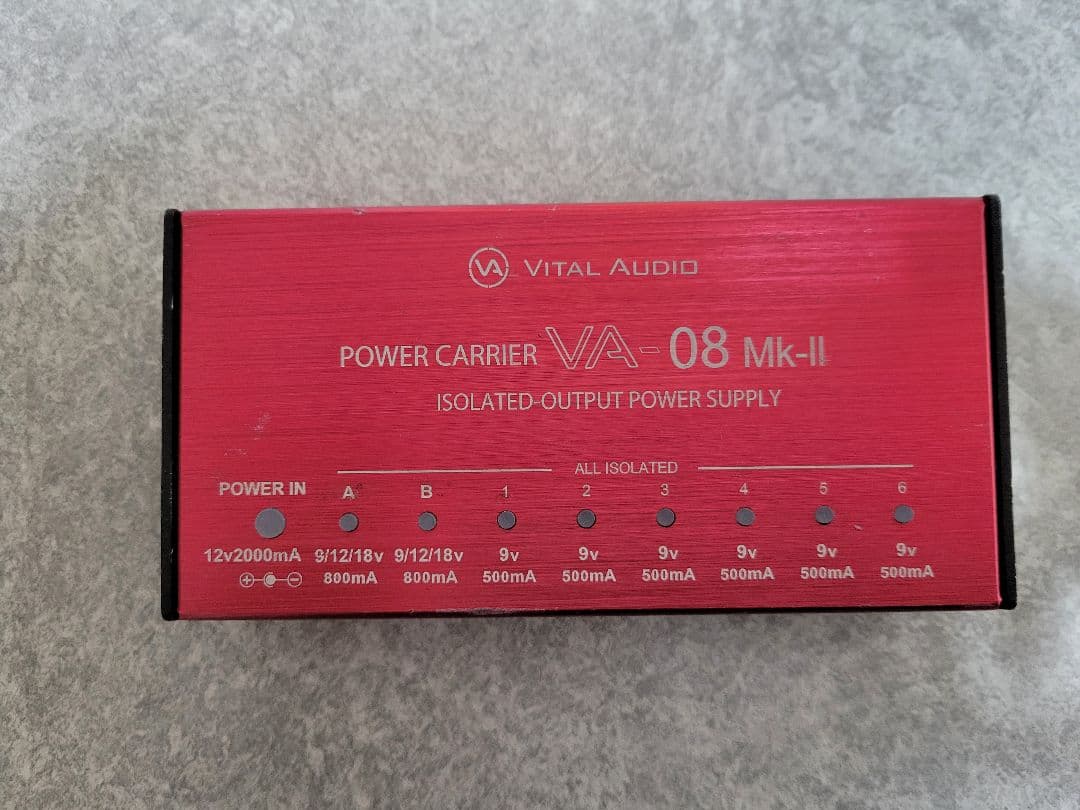 VA VITAL AUDIO
POWER CARRIER VA-08 Mk-II
ISOLATED-OUTPUT POWER SUPPLY
ALL ISOLATED
POWER IN A B 1 2 3 4 5 6
12v2000mA 9/12/18v 9/12/18v 9v 9v 9v 9v 9v 9v
800mA 800mA 500mA 500mA 500mA 500mA 500mA 500mA